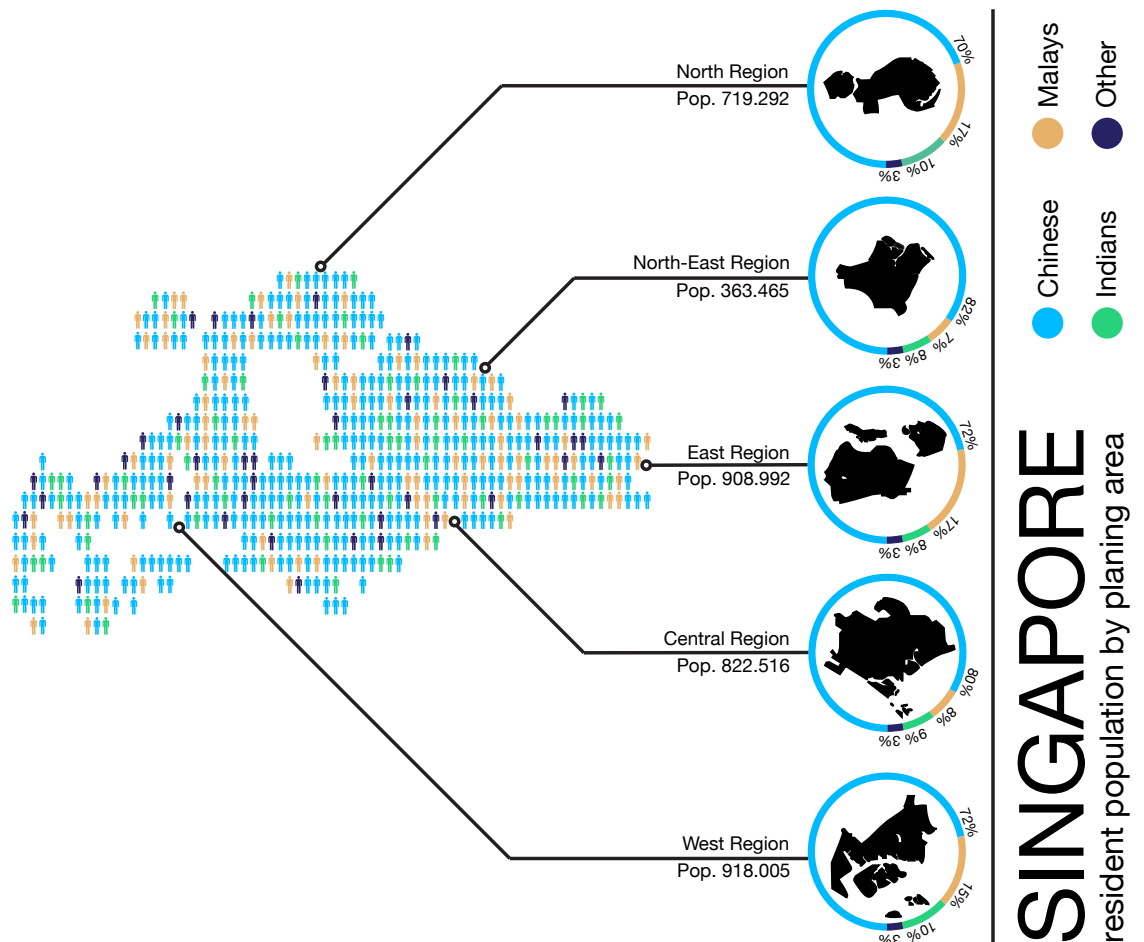 SINGAPORE
resident population by planing area
Chinese
Malays
Indians
Other
North Region
Pop. 719.292
70%
17%
10%
3%
North-East Region
Pop. 363.465
82%
7%
8%
3%
East Region
Pop. 908.992
72%
17%
8%
3%
Central Region
Pop. 822.516
80%
8%
9%
3%
West Region
Pop. 918.005
72%
15%
10%
3%